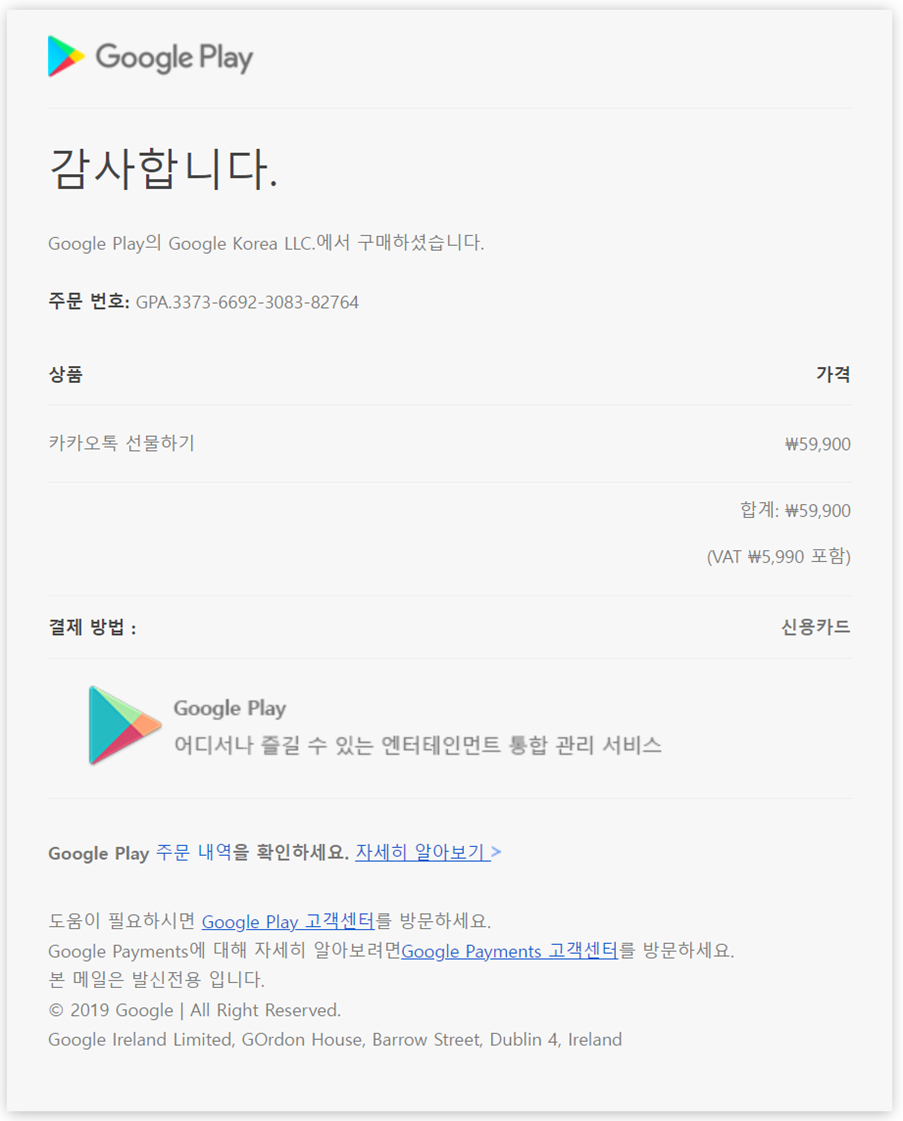 Google Play
감사합니다.
Google Play의 Google Korea LLC.에서 구매하셨습니다.
주문 번호: GPA.3373-6692-3083-82764
상품 가격
카카오톡 선물하기 ₩59,900
합계: ₩59,900
(VAT ₩5,990 포함)
결제 방법 : 신용카드
Google Play
어디서나 즐길 수 있는 엔터테인먼트 통합 관리 서비스
Google Play 주문 내역을 확인하세요. 자세히 알아보기 >
도움이 필요하시면 Google Play 고객센터를 방문하세요.
Google Payments에 대해 자세히 알아보려면Google Payments 고객센터를 방문하세요.
본 메일은 발신전용 입니다.
© 2019 Google | All Right Reserved.
Google Ireland Limited, GOrdon House, Barrow Street, Dublin 4, Ireland